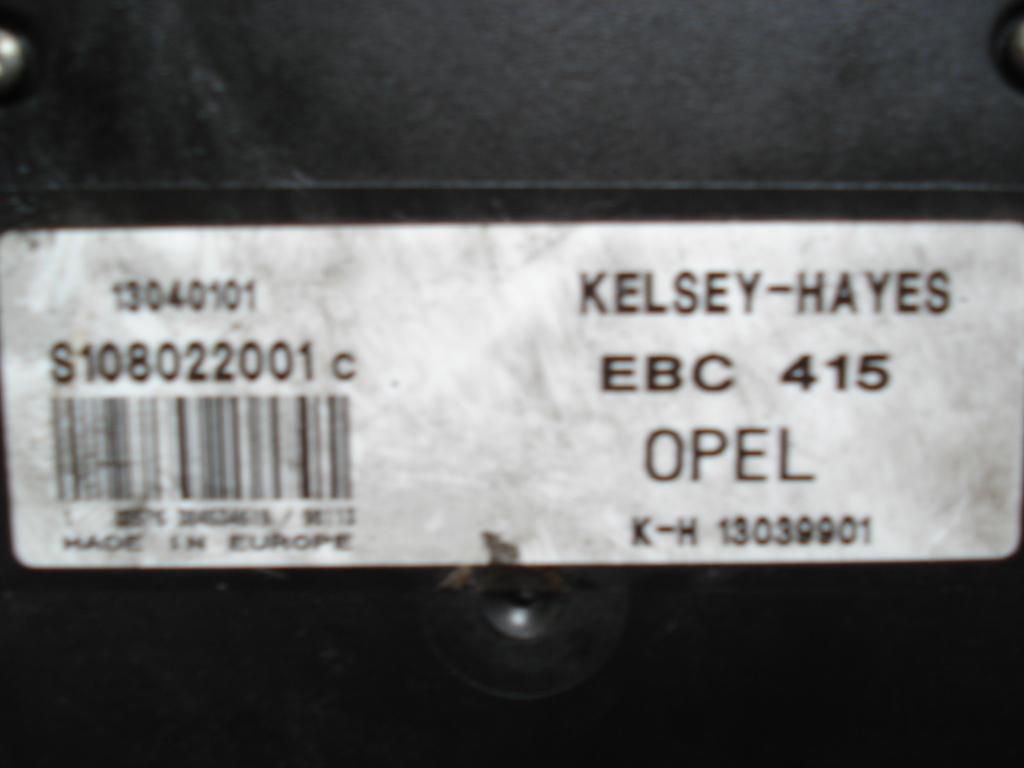 13040101
S108022001 c
MADE IN EUROPE
KELSEY-HAYES
EBC 415
OPEL
K-H 13039901